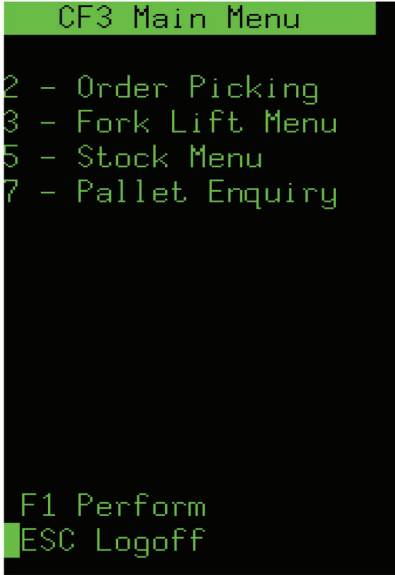 CF3 Main Menu
2 - Order Picking
3 - Fork Lift Menu
5 - Stock Menu
7 - Pallet Enquiry
F1 Perform
ESC Logoff